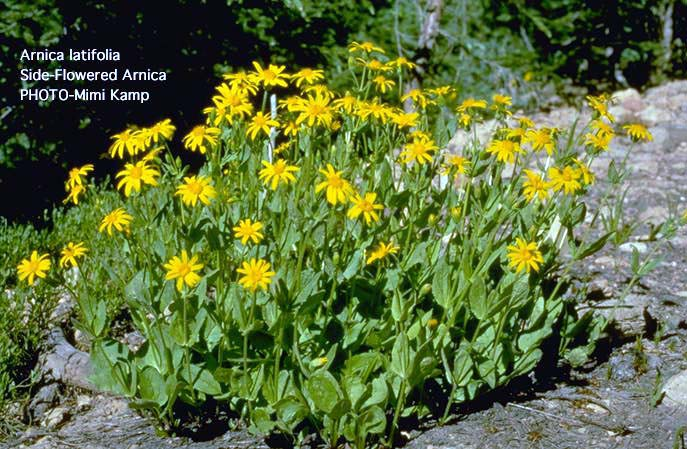 Arnica latifolia
Side-Flowered Arnica
PHOTO-Mimi Kamp